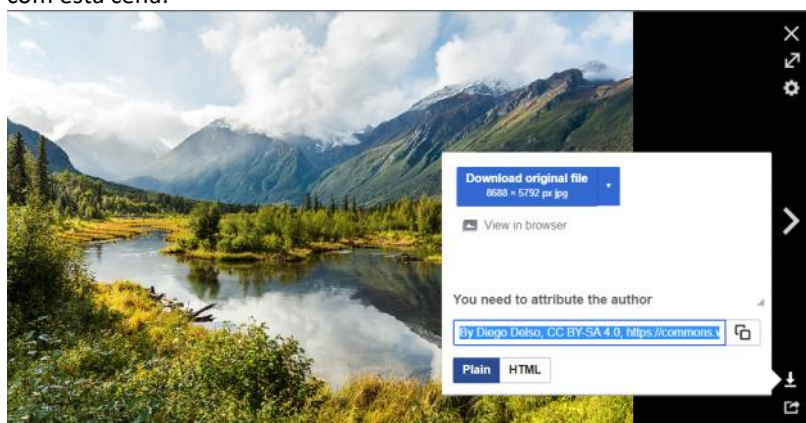 com esta cena.
Download original file
8688 × 5792 px jpg
View in browser
You need to attribute the author
By Diego Delso, CC BY-SA 4.0, https://commons.
Plain HTML